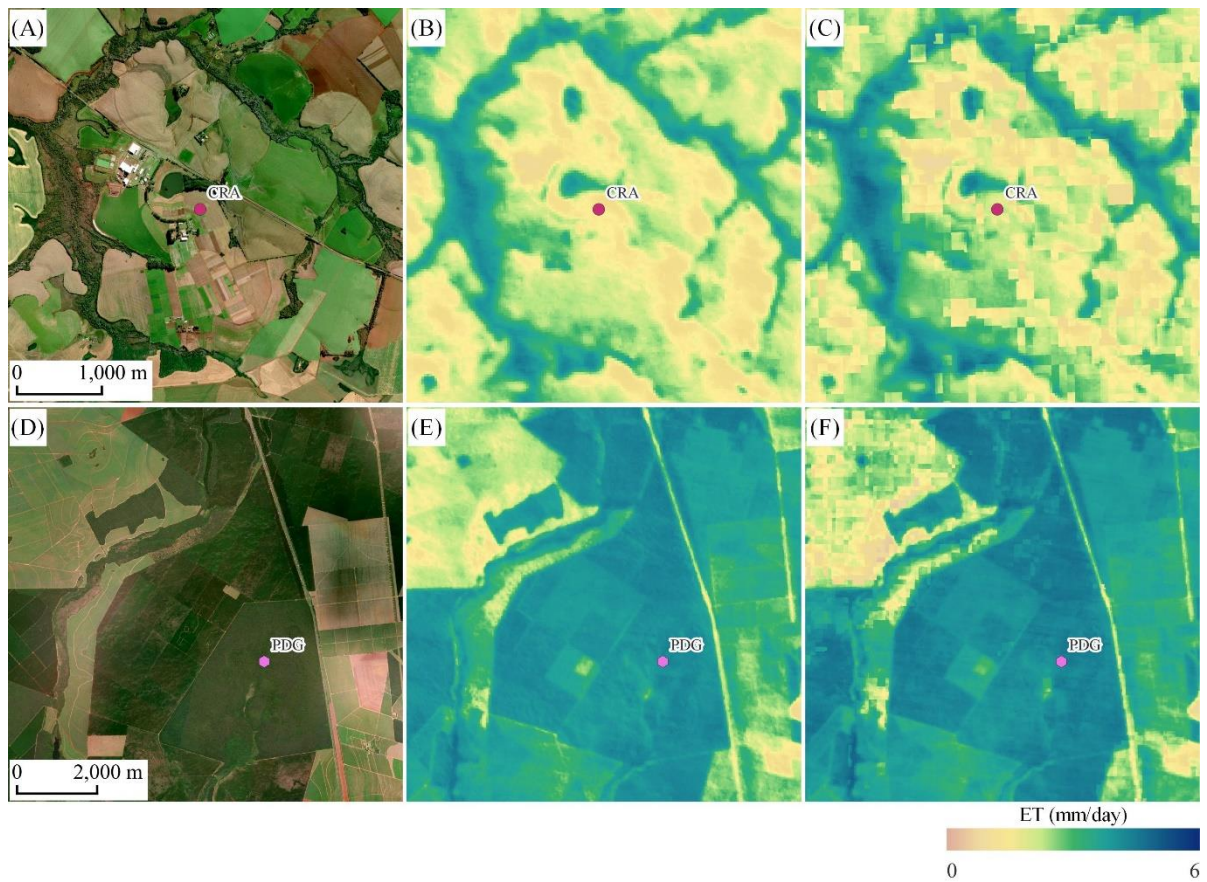 (A) (B) (C)
CRA CRA CRA
0 1,000 m
(D) (E) (F)
PDG PDG PDG
0 2,000 m
ET (mm/day)
0 6